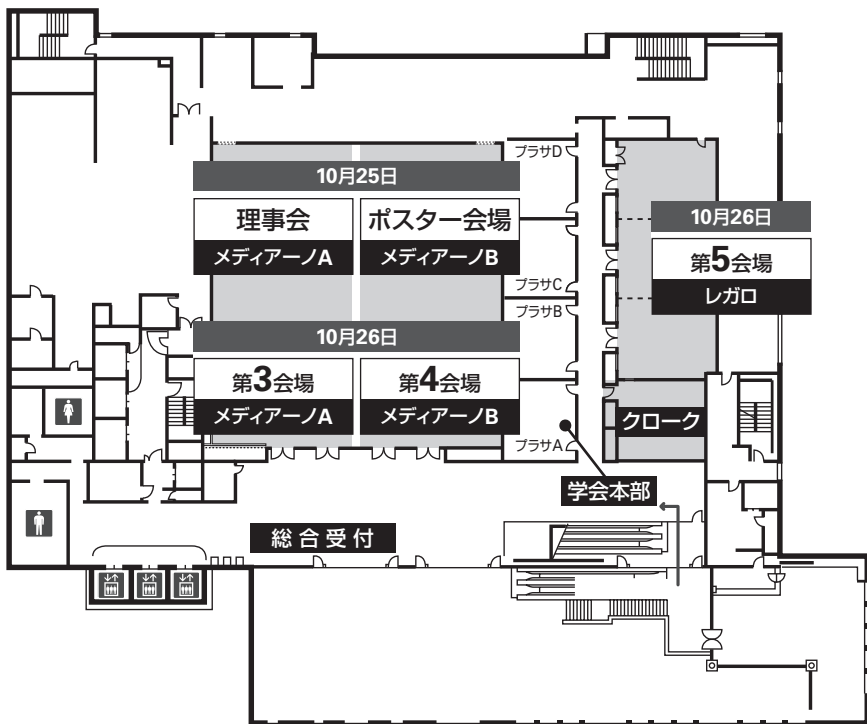 プラサD
10月25日
理事会
メディアーノA
ポスター会場
メディアーノB
10月26日
第5会場
レガロ
プラサC
プラサB
10月26日
第3会場
メディアーノA
第4会場
メディアーノB
クローク
プラサA
学会本部
総合受付